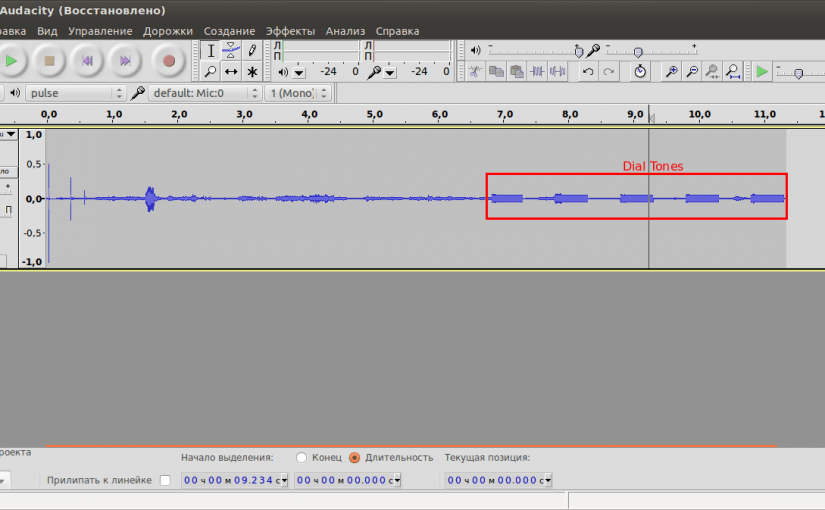 Audacity (Восстановлено)
равка Вид Управление Дорожки Создание Эффекты Анализ Справка
Л Л
П П
-24 0 -24 0
pulse default: Mic:0 1 (Mono)
0,0 1,0 2,0 3,0 4,0 5,0 6,0 7,0 8,0 9,0 10,0 11,0 1
1,0
0,5
0,0
-0,5
-1,0
ло
П
Dial Tones
роекта
Начало выделения: Конец Длительность Текущая позиция:
Прилипать к линейке 00 ч 00 м 09.234 с 00 ч 00 м 00.000 с 00 ч 00 м 00.000 с